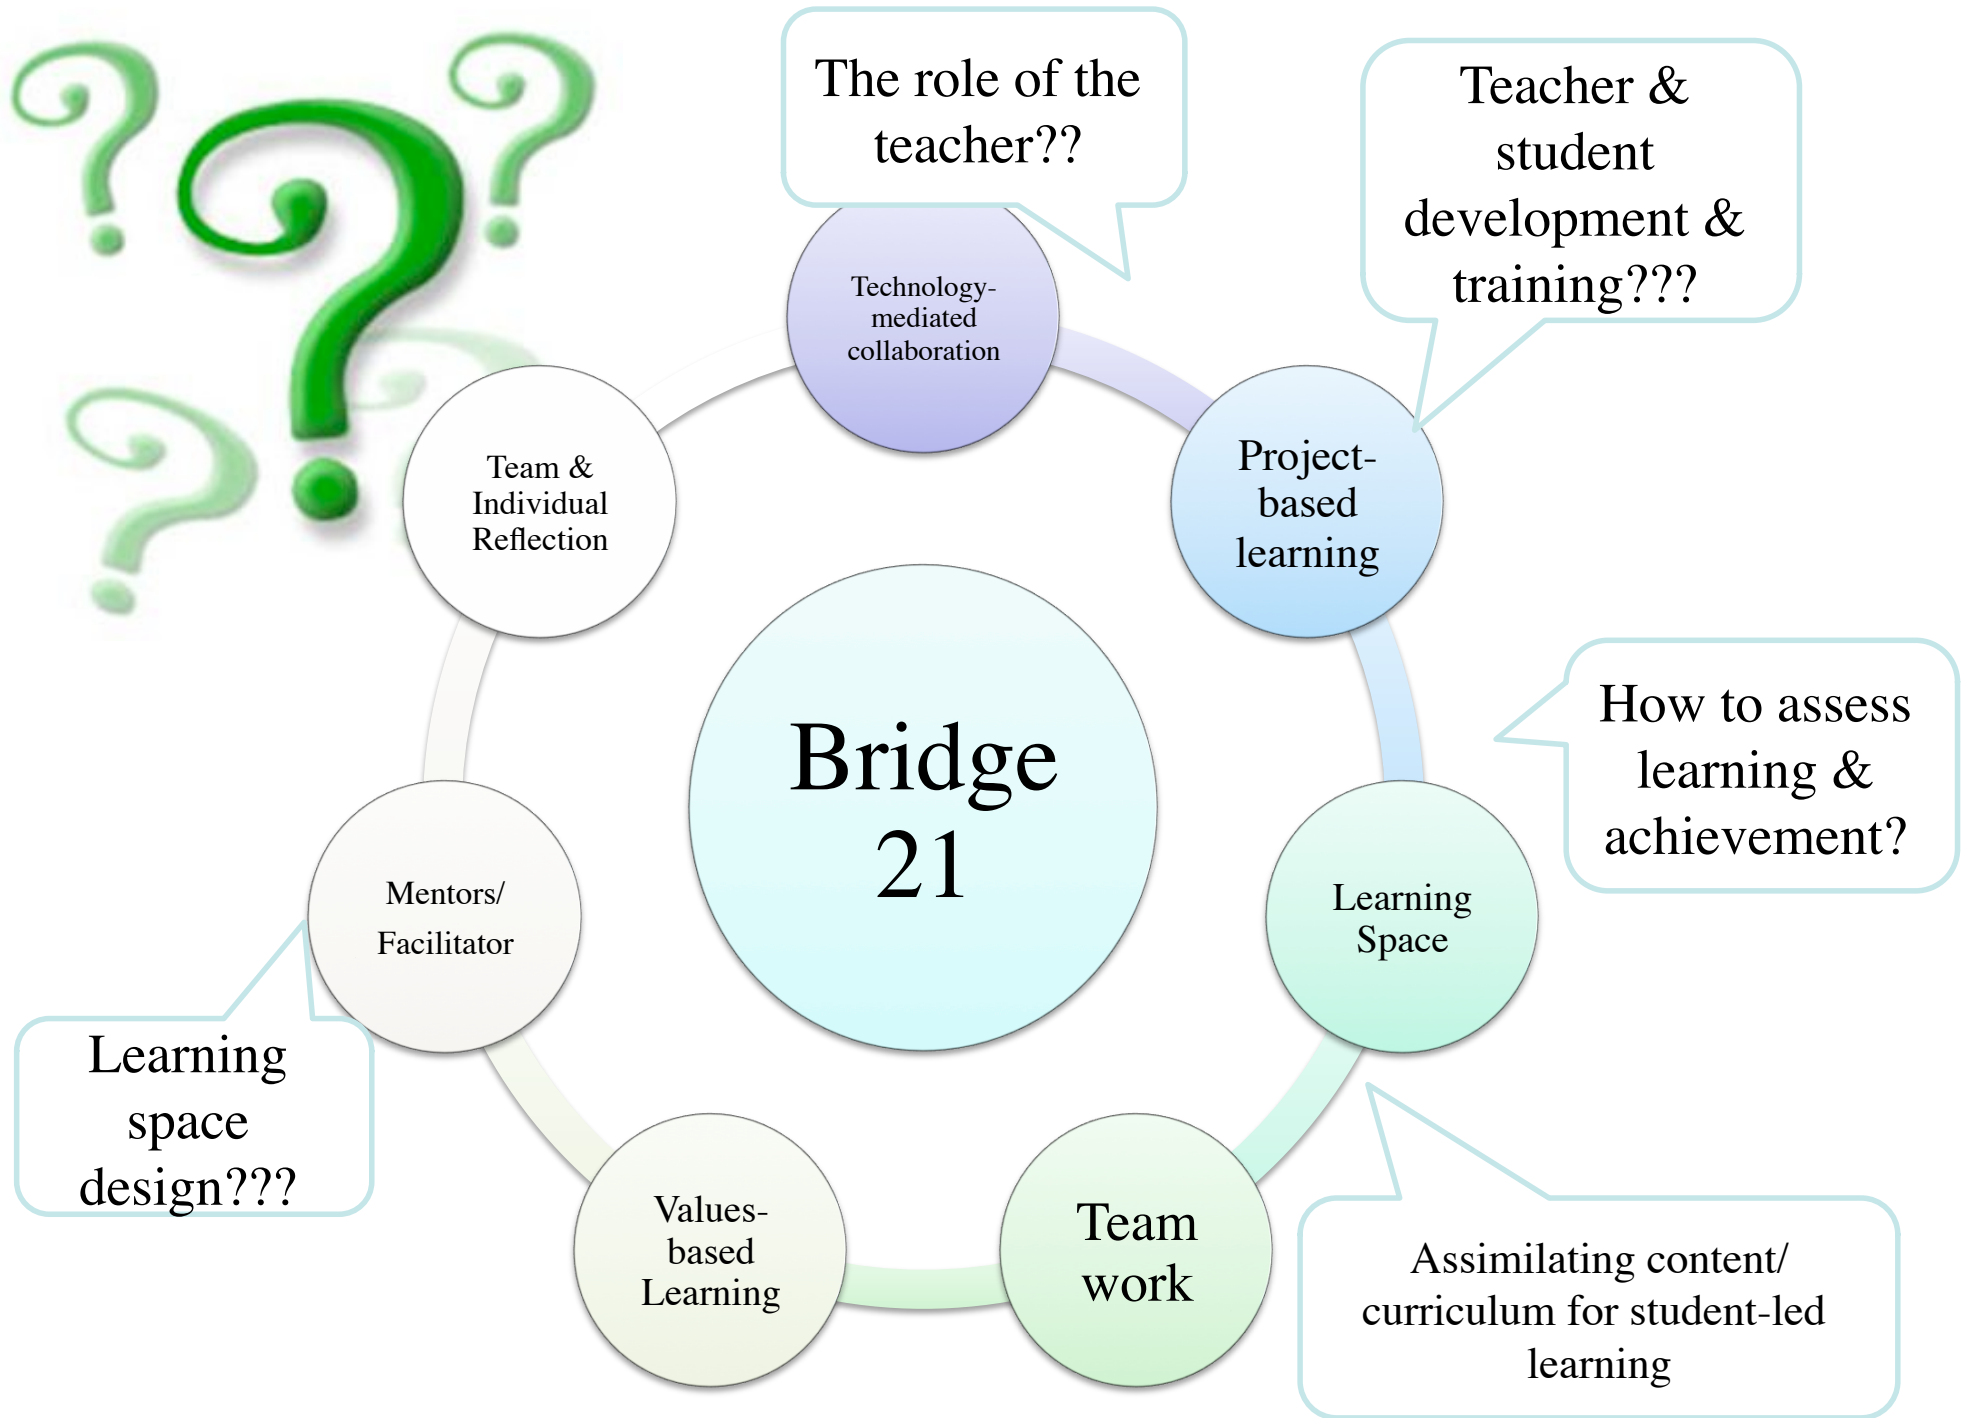 The role of the
teacher??
Teacher &
student
development &
training???
Technology-
mediated
collaboration
Project-
based
learning
Team &
Individual
Reflection
How to assess
learning &
achievement?
Bridge
21
Learning
Space
Mentors/
Facilitator
Learning
space
design???
Values-
based
Learning
Team
work
Assimilating content/
curriculum for student-led
learning